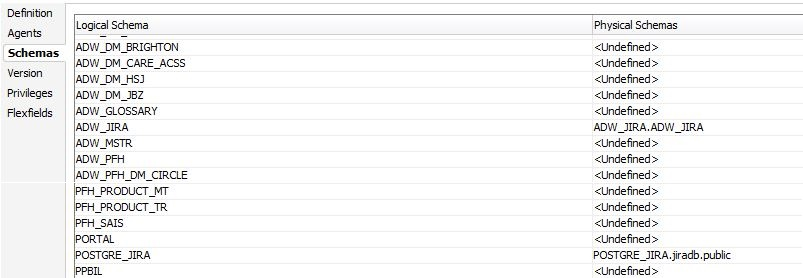 Definition
Agents
Schemas
Version
Privileges
Flexfields
Logical Schema Physical Schemas
ADW_DM_BRIGHTON <Undefined>
ADW_DM_CARE_ACSS <Undefined>
ADW_DM_HSJ <Undefined>
ADW_DM_JBZ <Undefined>
ADW_GLOSSARY <Undefined>
ADW_JIRA ADW_JIRA.ADW_JIRA
ADW_MSTR <Undefined>
ADW_PFH <Undefined>
ADW_PFH_DM_CIRCLE <Undefined>
PFH_PRODUCT_MT <Undefined>
PFH_PRODUCT_TR <Undefined>
PFH_SAIS <Undefined>
PORTAL <Undefined>
POSTGRE_JIRA POSTGRE_JIRA.jiradb.public
PPBIL <Undefined>